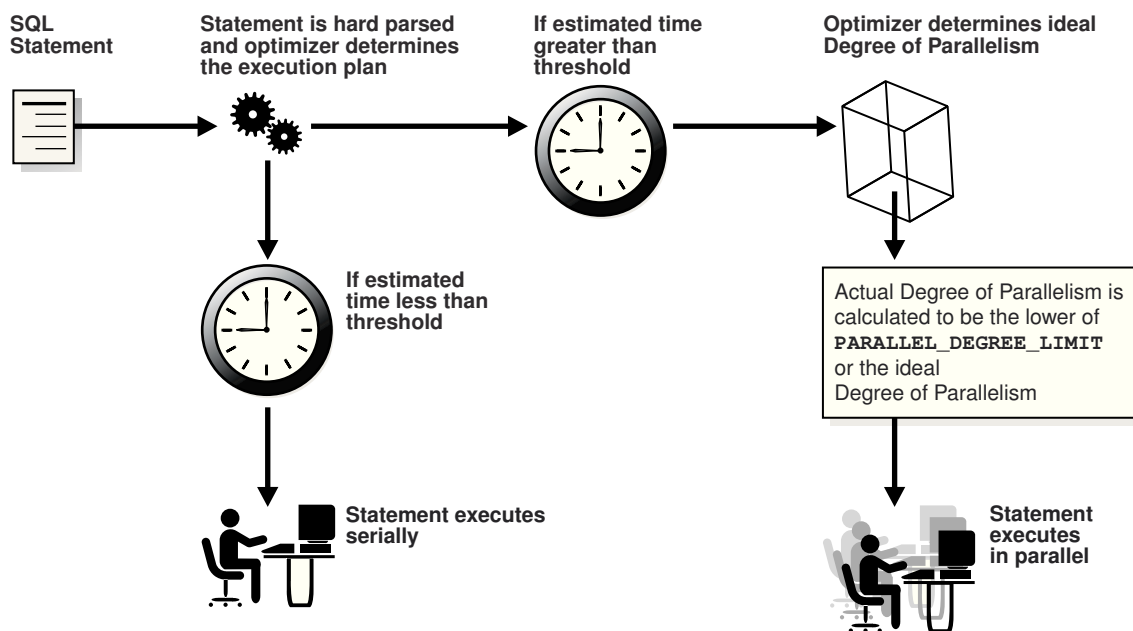 SQL
Statement
Statement is hard parsed
and optimizer determines
the execution plan
If estimated time
greater than
threshold
Optimizer determines ideal
Degree of Parallelism
If estimated
time less than
threshold
Actual Degree of Parallelism is
calculated to be the lower of
PARALLEL_DEGREE_LIMIT
or the ideal
Degree of Parallelism
Statement executes
serially
Statement
executes
in parallel